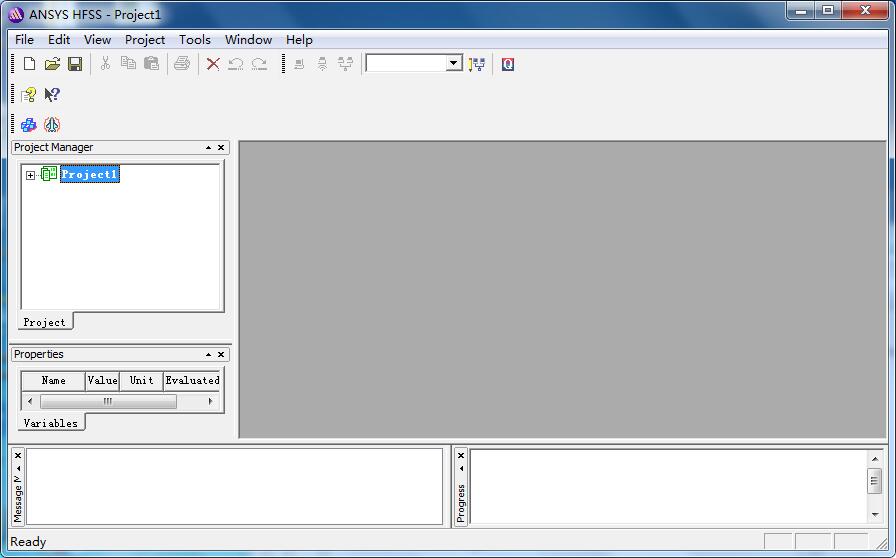 ANSYS HFSS - Project1
File Edit View Project Tools Window Help
Project Manager
Project1
Project
Properties
Name Value Unit Evaluated
Variables
Message
Progress
Ready